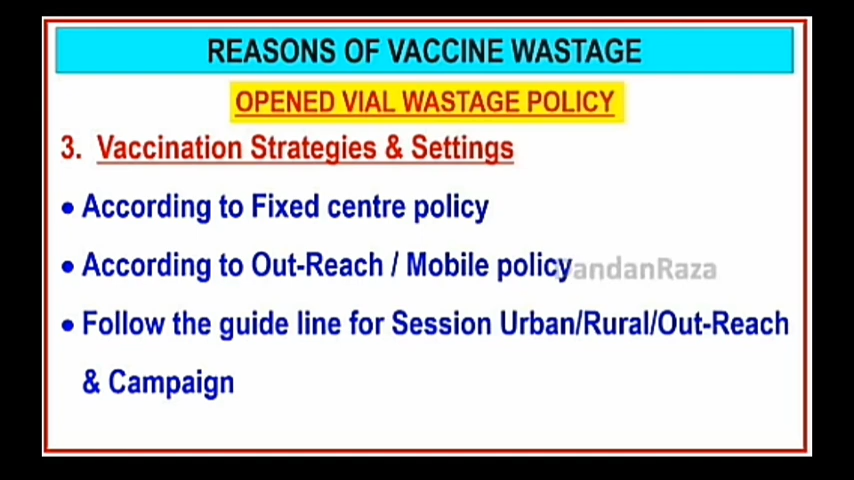 REASONS OF VACCINE WASTAGE
OPENED VIAL WASTAGE POLICY
3. Vaccination Strategies & Settings
• According to Fixed centre policy
• According to Out-Reach / Mobile policy
andanRaza
• Follow the guide line for Session Urban/Rural/Out-Reach
& Campaign